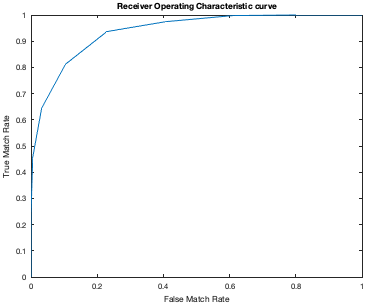 Receiver Operating Characteristic curve
1
0.9
0.8
0.7
0.6
0.5
0.4
0.3
0.2
0.1
0
True Match Rate
0 0.2 0.4 0.6 0.8 1
False Match Rate